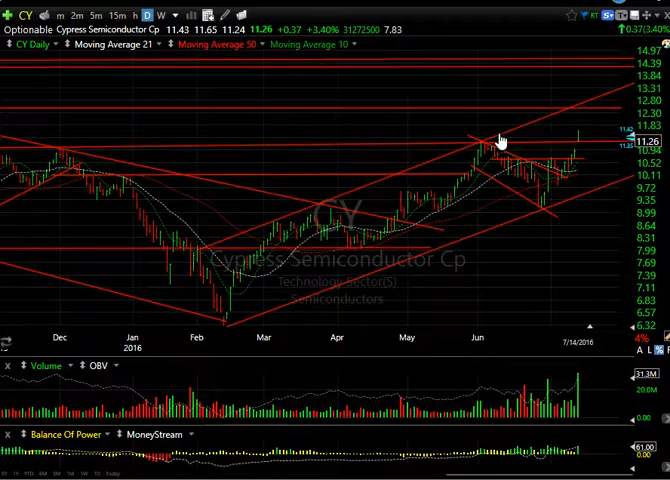 CY 2m 15m h D W RT S T
Optionable Cypress Semiconductor Cp 11.43 11.65 11.24 11.26 +0.37 +3.40% 31272500 7.83 ↑0.37(3.40%)
CY Daily Moving Average 21 Moving Average 50 Moving Average 10
14.97
14.39
13.84
13.31
12.80
12.30
11.83
11.42
11.26
11.25
10.94
10.52
10.11
9.72
9.35
8.99
8.64
8.31
7.99
7.69
7.39
7.11
6.83
6.57
6.32
CY
Cypress Semiconductor Cp
Technology Sector(S)
Semiconductors
Dec Jan Feb Mar Apr May Jun
2016 7/14/2016
4%
A L %
X Volume OBV
31.3M
20.0M
0.00
X Balance Of Power MoneyStream
61.00
0.00
1D Today